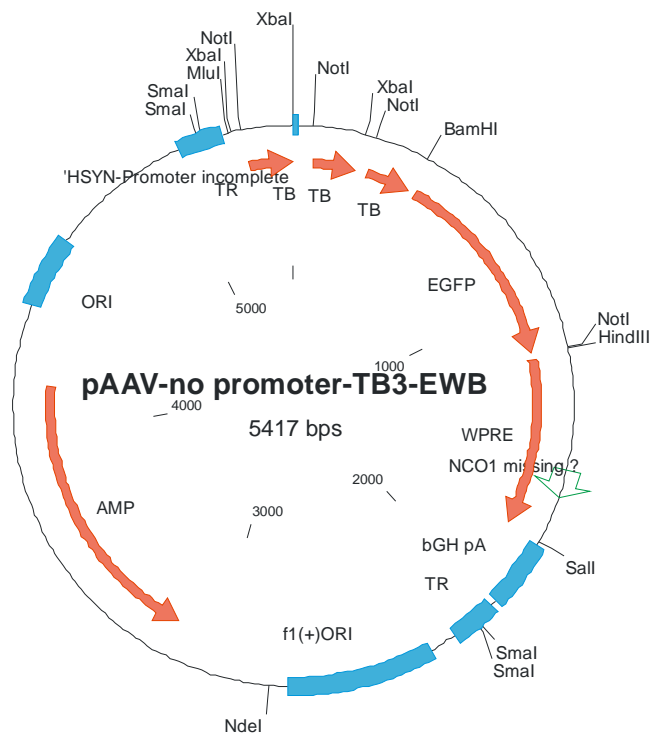 XbaI
NotI
XbaI
MluI
SmaI
SmaI
NotI
XbaI
NotI
BamHI
'HSYN-Promoter incomplete
TR
TB
TB
TB
EGFP
ORI
5000
1000
NotI
HindIII
pAAV-no promoter-TB3-EWB
4000
5417 bps
WPRE
NCO1 missing ?
2000
AMP
3000
bGH pA
SalI
TR
f1(+)ORI
SmaI
SmaI
NdeI